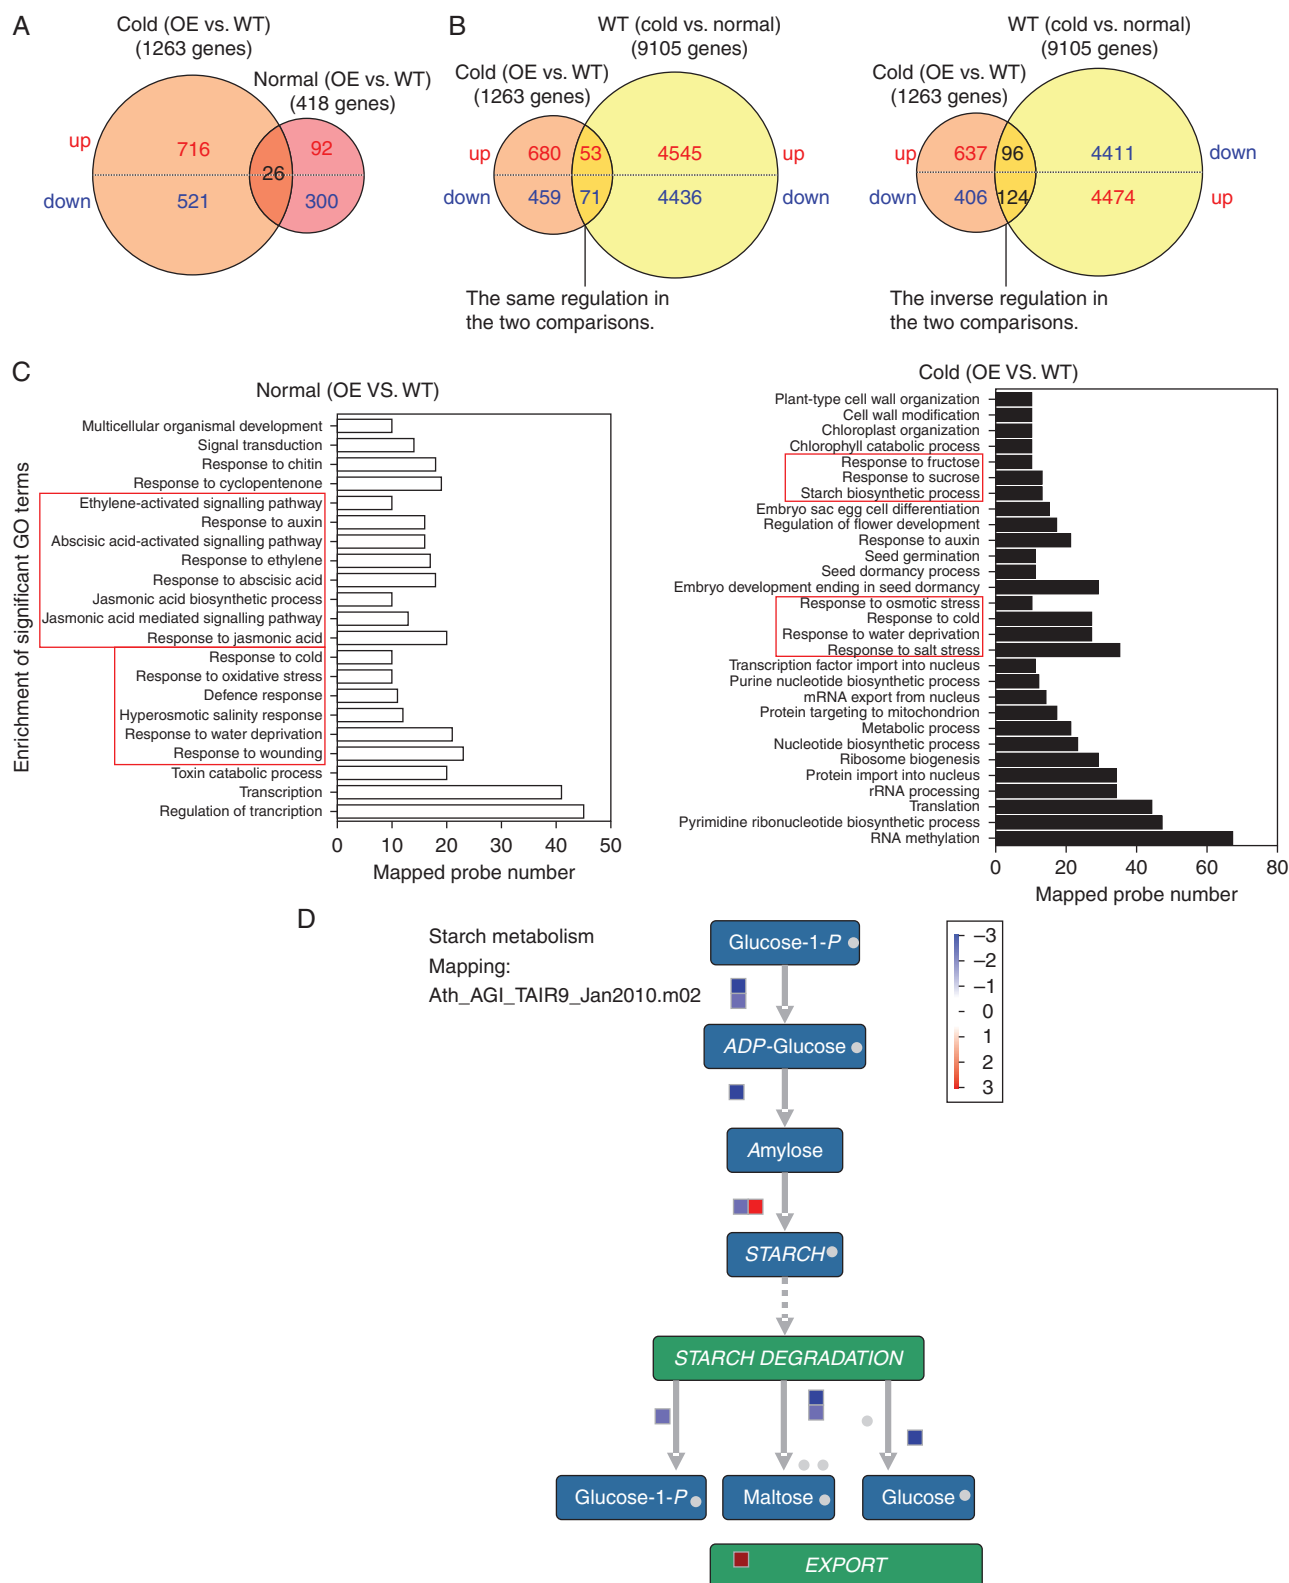 A
Cold (OE vs. WT)
(1263 genes)
Normal (OE vs. WT)
(418 genes)
up
716
26
92
down
521
300
B
WT (cold vs. normal)
(9105 genes)
Cold (OE vs. WT)
(1263 genes)
up
680
53
4545
up
down
459
71
4436
down
The same regulation in
the two comparisons.
WT (cold vs. normal)
(9105 genes)
Cold (OE vs. WT)
(1263 genes)
up
637
96
4411
down
down
406
124
4474
up
The inverse regulation in
the two comparisons.
C
Normal (OE VS. WT)
Enrichment of significant GO terms
Multicellular organismal development
Signal transduction
Response to chitin
Response to cyclopentenone
Ethylene-activated signalling pathway
Response to auxin
Abscisic acid-activated signalling pathway
Response to ethylene
Response to abscisic acid
Jasmonic acid biosynthetic process
Jasmonic acid mediated signalling pathway
Response to jasmonic acid
Response to cold
Response to oxidative stress
Defence response
Hyperosmotic salinity response
Response to water deprivation
Response to wounding
Toxin catabolic process
Transcription
Regulation of trancription
0 10 20 30 40 50
Mapped probe number
Cold (OE VS. WT)
Plant-type cell wall organization
Cell wall modification
Chloroplast organization
Chlorophyll catabolic process
Response to fructose
Response to sucrose
Starch biosynthetic process
Embryo sac egg cell differentiation
Regulation of flower development
Response to auxin
Seed germination
Seed dormancy process
Embryo development ending in seed dormancy
Response to osmotic stress
Response to cold
Response to water deprivation
Response to salt stress
Transcription factor import into nucleus
Purine nucleotide biosynthetic process
mRNA export from nucleus
Protein targeting to mitochondrion
Metabolic process
Nucleotide biosynthetic process
Ribosome biogenesis
Protein import into nucleus
rRNA processing
Translation
Pyrimidine ribonucleotide biosynthetic process
RNA methylation
0 20 40 60 80
Mapped probe number
D
Starch metabolism
Mapping:
Ath_AGI_TAIR9_Jan2010.m02
Glucose-1-P
ADP-Glucose
Amylose
STARCH
STARCH DEGRADATION
Glucose-1-P
Maltose
Glucose
EXPORT
−3
−2
−1
0
1
2
3